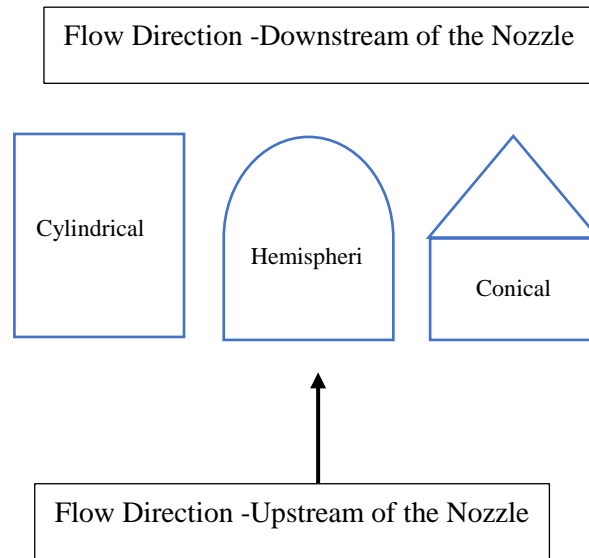 Flow Direction -Downstream of the Nozzle
Cylindrical
Hemispheri
Conical
Flow Direction -Upstream of the Nozzle